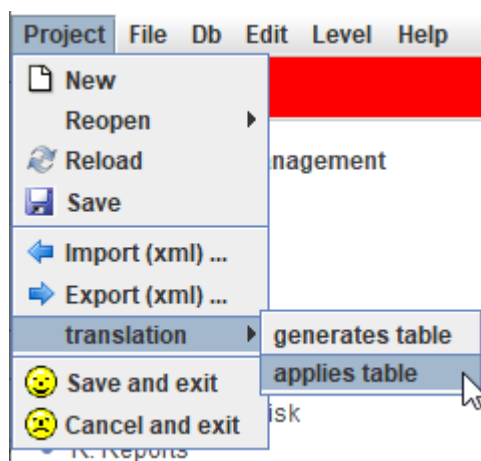 Project File Db Edit Level Help
New
Reopen
Reload
nagement
Save
Import (xml) ...
Export (xml) ...
translation
generates table
Save and exit
applies table
Cancel and exit
isk
R. Reports